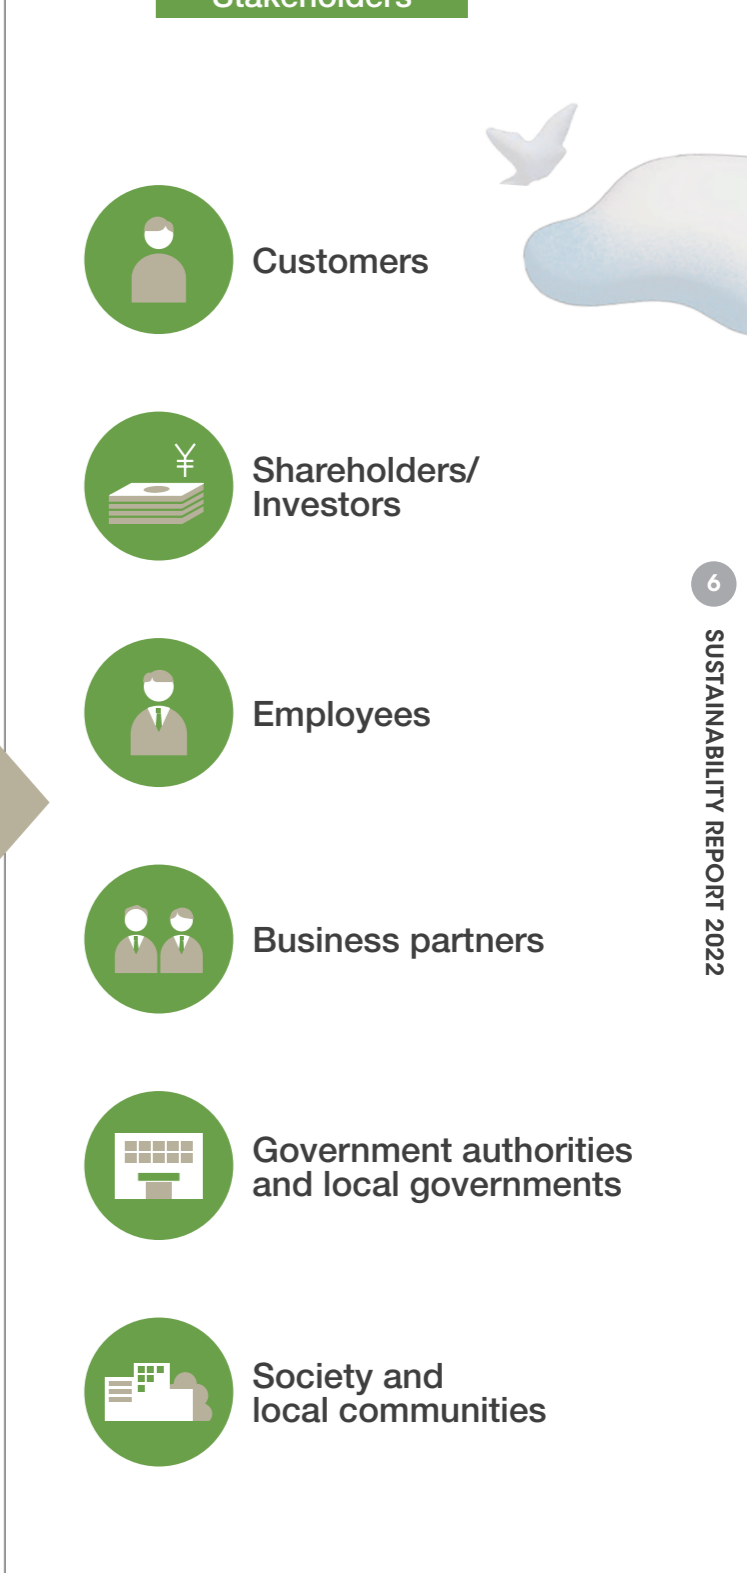 Stakeholders
Customers
¥
Shareholders/
Investors
Employees
Business partners
Government authorities
and local governments
Society and
local communities
6
SUSTAINABILITY REPORT 2022